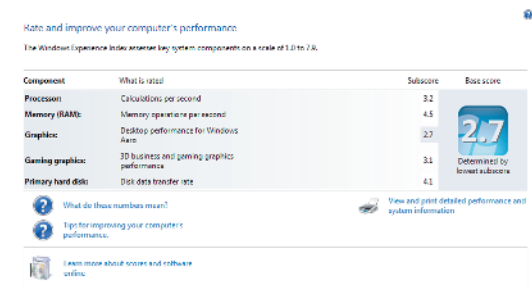 Rate and improve your computer's performance
The Windows Experience Index assesses key system components on a scale of 1.0 to 7.9.
Component What is rated Subscore Base score
Processor: Calculations per second 3.2
Memory (RAM): Memory operations per second 4.5
Graphics: Desktop performance for Windows Aero 2.7
2.7
Gaming graphics: 3D business and gaming graphics performance 3.1
Determined by
lowest subscore
Primary hard disk: Disk data transfer rate 4.1
What do these numbers mean?
View and print detailed performance and
system information
Tips for improving your computer's
performance.
Learn more about scores and software
online